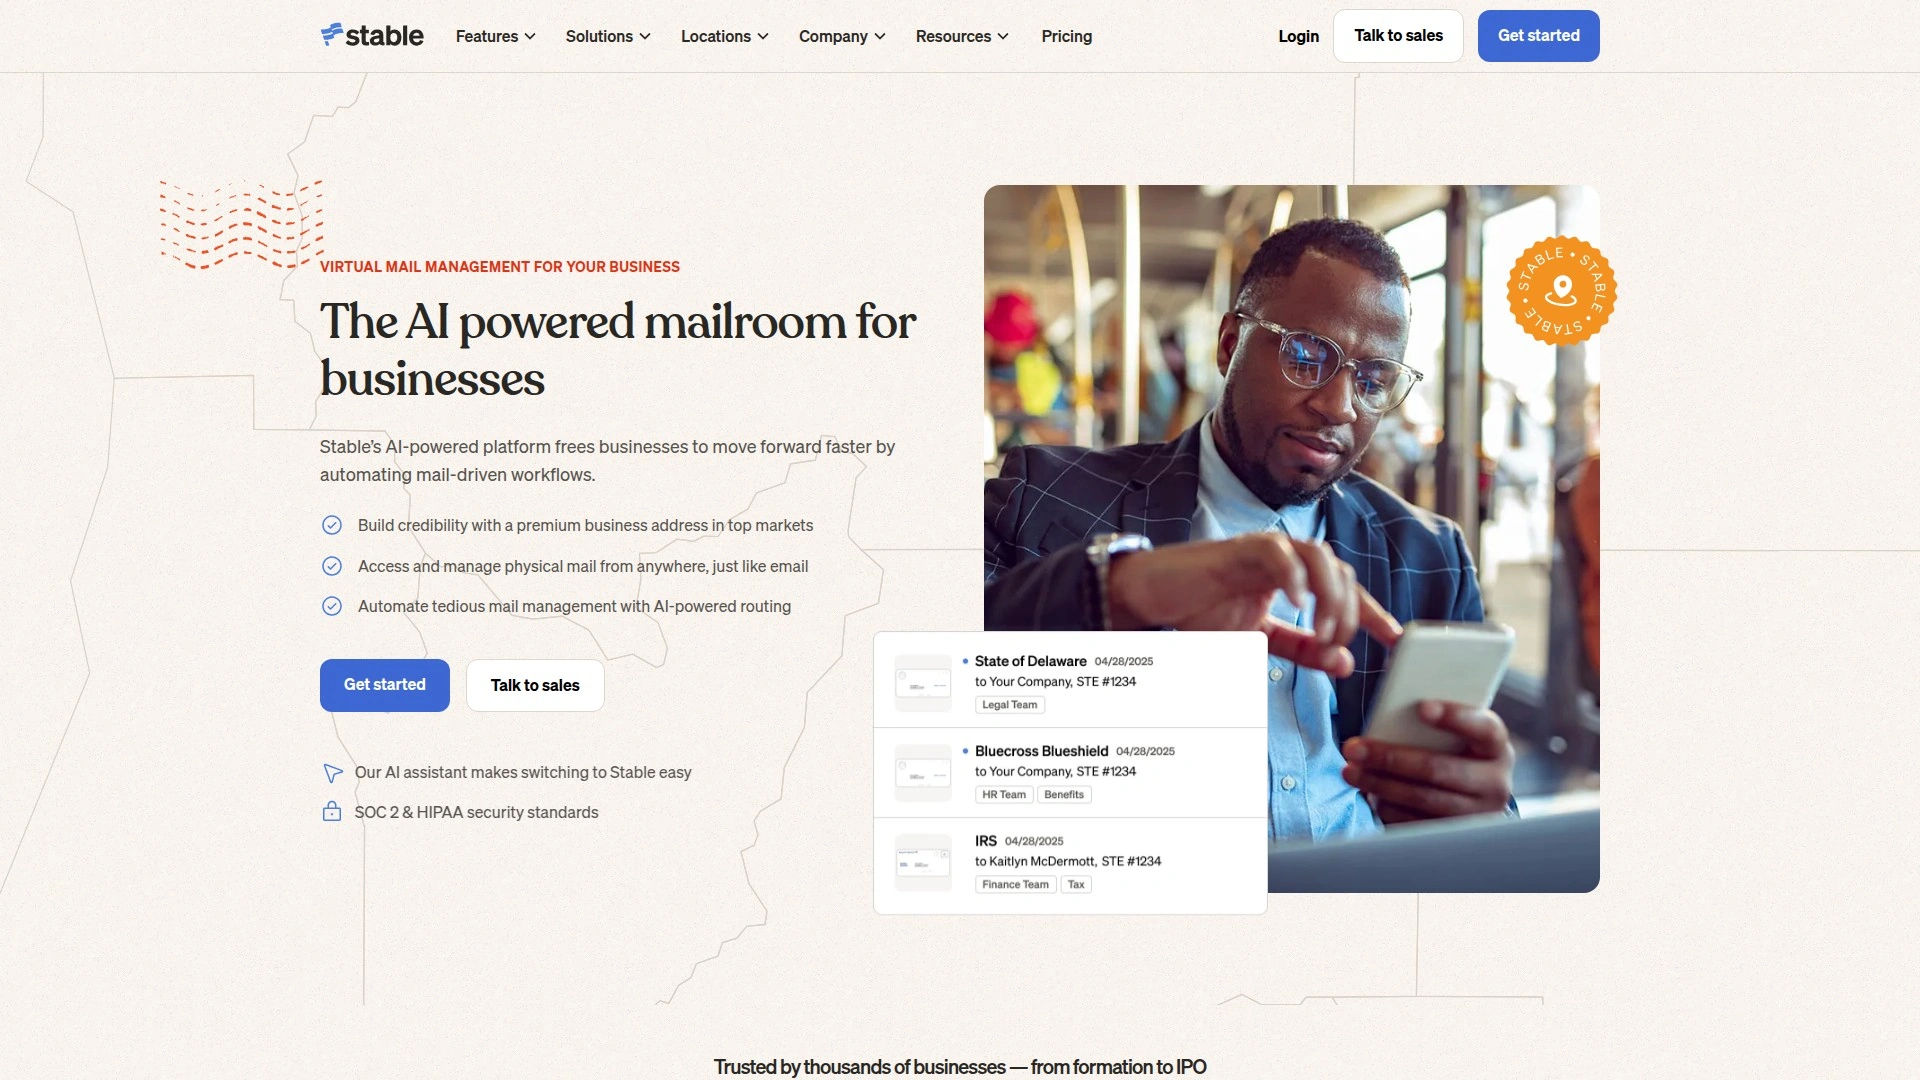 stable
Features
Solutions
Locations
Company
Resources
Pricing
Login
Talk to sales
Get started
VIRTUAL MAIL MANAGEMENT FOR YOUR BUSINESS
The AI powered mailroom for
businesses
Stable’s AI-powered platform frees businesses to move forward faster by
automating mail-driven workflows.
Build credibility with a premium business address in top markets
Access and manage physical mail from anywhere, just like email
Automate tedious mail management with AI-powered routing
Get started
Talk to sales
Our AI assistant makes switching to Stable easy
SOC 2 & HIPAA security standards
STABLE • STABLE • STABLE •
State of Delaware 04/28/2025
to Your Company, STE #1234
Legal Team
Bluecross Blueshield 04/28/2025
to Your Company, STE #1234
HR Team Benefits
IRS 04/28/2025
to Kaitlyn McDermott, STE #1234
Finance Team Tax
Trusted by thousands of businesses — from formation to IPO